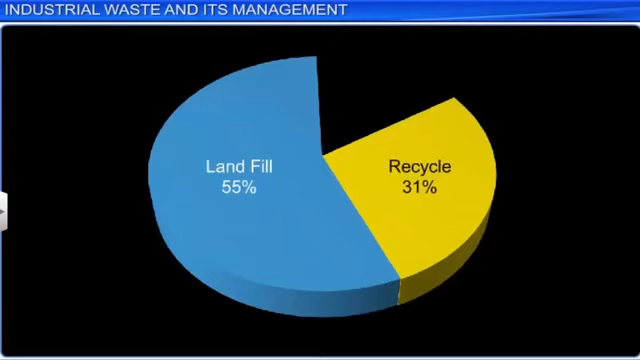 INDUSTRIAL WASTE AND ITS MANAGEMENT
Land Fill
55%
Recycle
31%